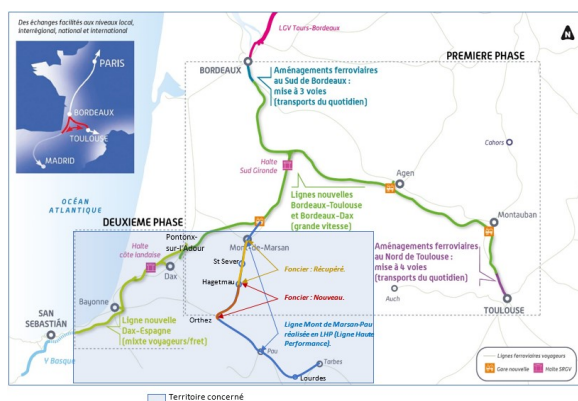 Des échanges facilités aux niveaux local,
interrégional, national et international
PARIS
BORDEAUX
TOULOUSE
MADRID
LGV Tours-Bordeaux
N
PREMIERE PHASE
BORDEAUX
Aménagements ferroviaires
au Sud de Bordeaux :
mise à 3 voies
(transports du quotidien)
Cahors
Halte
Sud Gironde
Agen
Lignes nouvelles
Bordeaux-Toulouse
et Bordeaux-Dax
(grande vitesse)
Montauban
OCÉAN
ATLANTIQUE
DEUXIEME PHASE
Pontonx-
sur-l'Adour
Mont-de-Marsan
Aménagements ferroviaires
au Nord de Toulouse :
mise à 4 voies
(transports du quotidien)
Halte
côte landaise
Dax
St Sever
Foncier : Récupéré.
Hagetmau
Foncier : Nouveau.
Auch
TOULOUSE
Bayonne
Orthez
SAN
SEBASTIÁN
Ligne nouvelle
Dax-Espagne
(mixte voyageurs/fret)
Ligne Mont de Marsan-Pau
réalisée en LHP (Ligne Haute
Performance).
Y Basque
Pau
Tarbes
Lourdes
Lignes ferroviaires voyageurs
Gare nouvelle
Halte SRGV
Territoire concerné